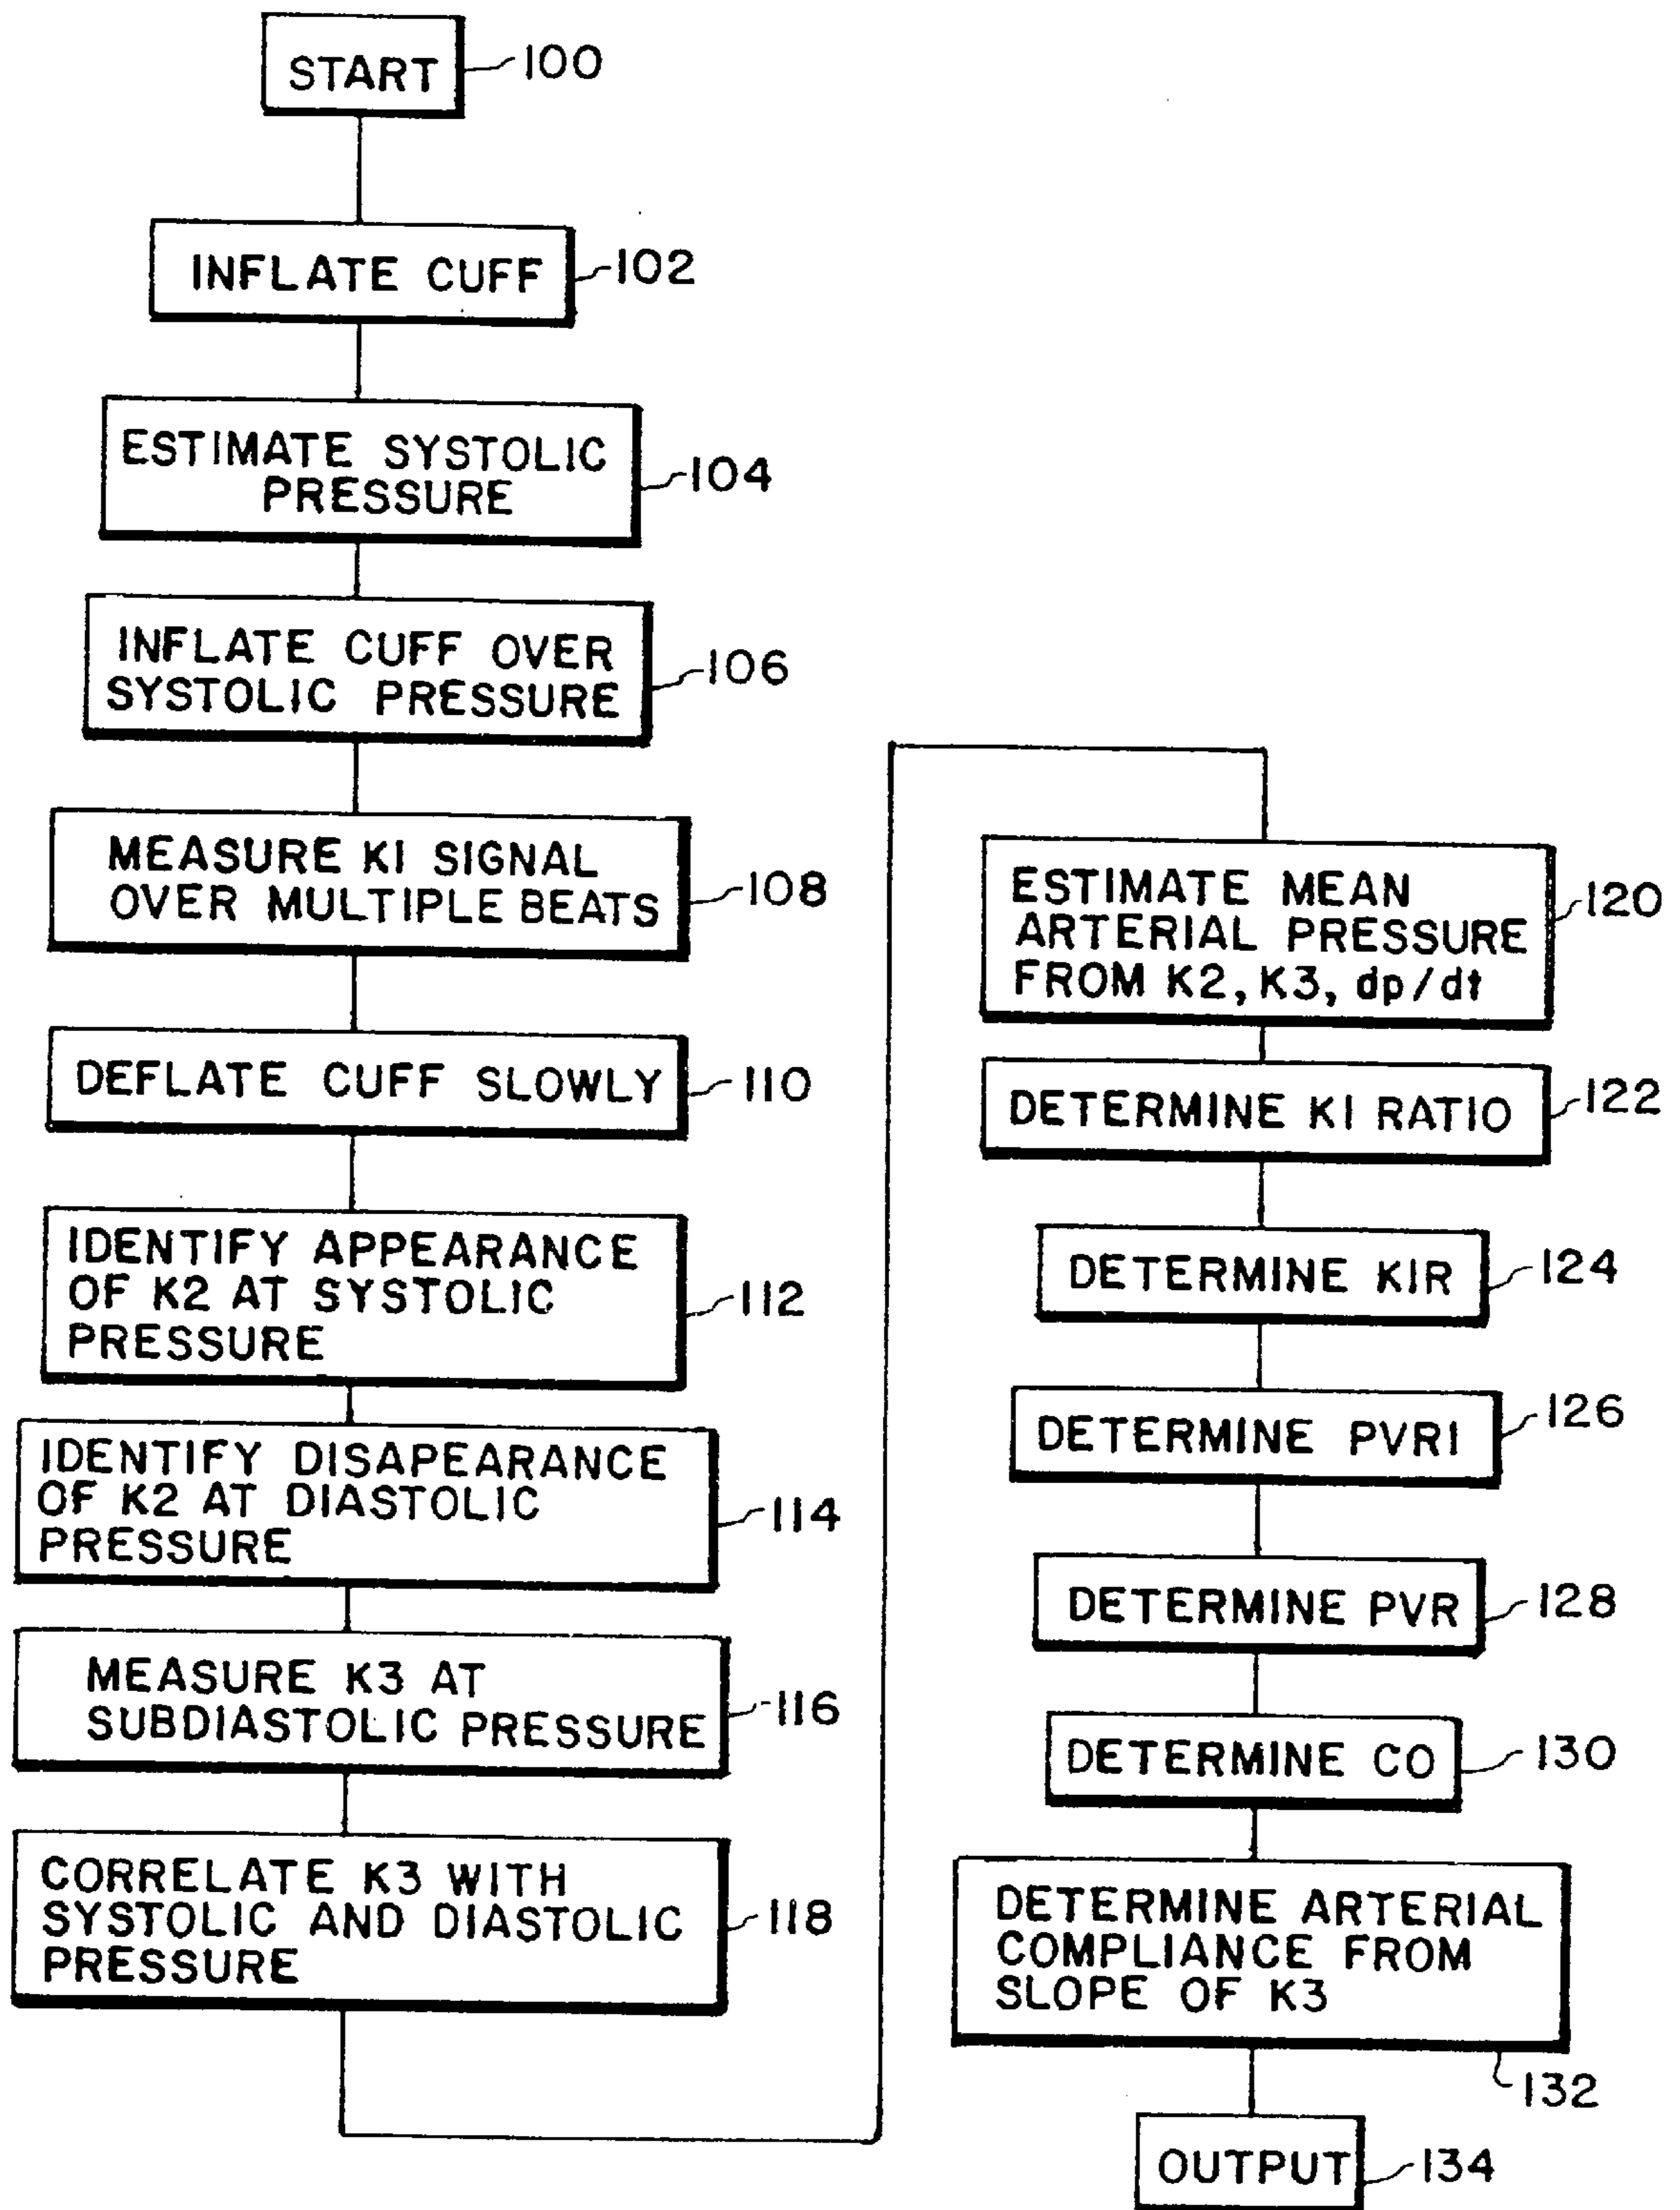 START
100
INFLATE CUFF
102
ESTIMATE SYSTOLIC
PRESSURE
104
INFLATE CUFF OVER
SYSTOLIC PRESSURE
106
MEASURE K1 SIGNAL
OVER MULTIPLE BEATS
108
DEFLATE CUFF SLOWLY
110
IDENTIFY APPEARANCE
OF K2 AT SYSTOLIC
PRESSURE
112
IDENTIFY DISAPEARANCE
OF K2 AT DIASTOLIC
PRESSURE
114
MEASURE K3 AT
SUBDIASTOLIC PRESSURE
116
CORRELATE K3 WITH
SYSTOLIC AND DIASTOLIC
PRESSURE
118
ESTIMATE MEAN
ARTERIAL PRESSURE
FROM K2, K3, dp/dt
120
DETERMINE K1 RATIO
122
DETERMINE K1R
124
DETERMINE PVRI
126
DETERMINE PVR
128
DETERMINE CO
130
DETERMINE ARTERIAL
COMPLIANCE FROM
SLOPE OF K3
132
OUTPUT
134